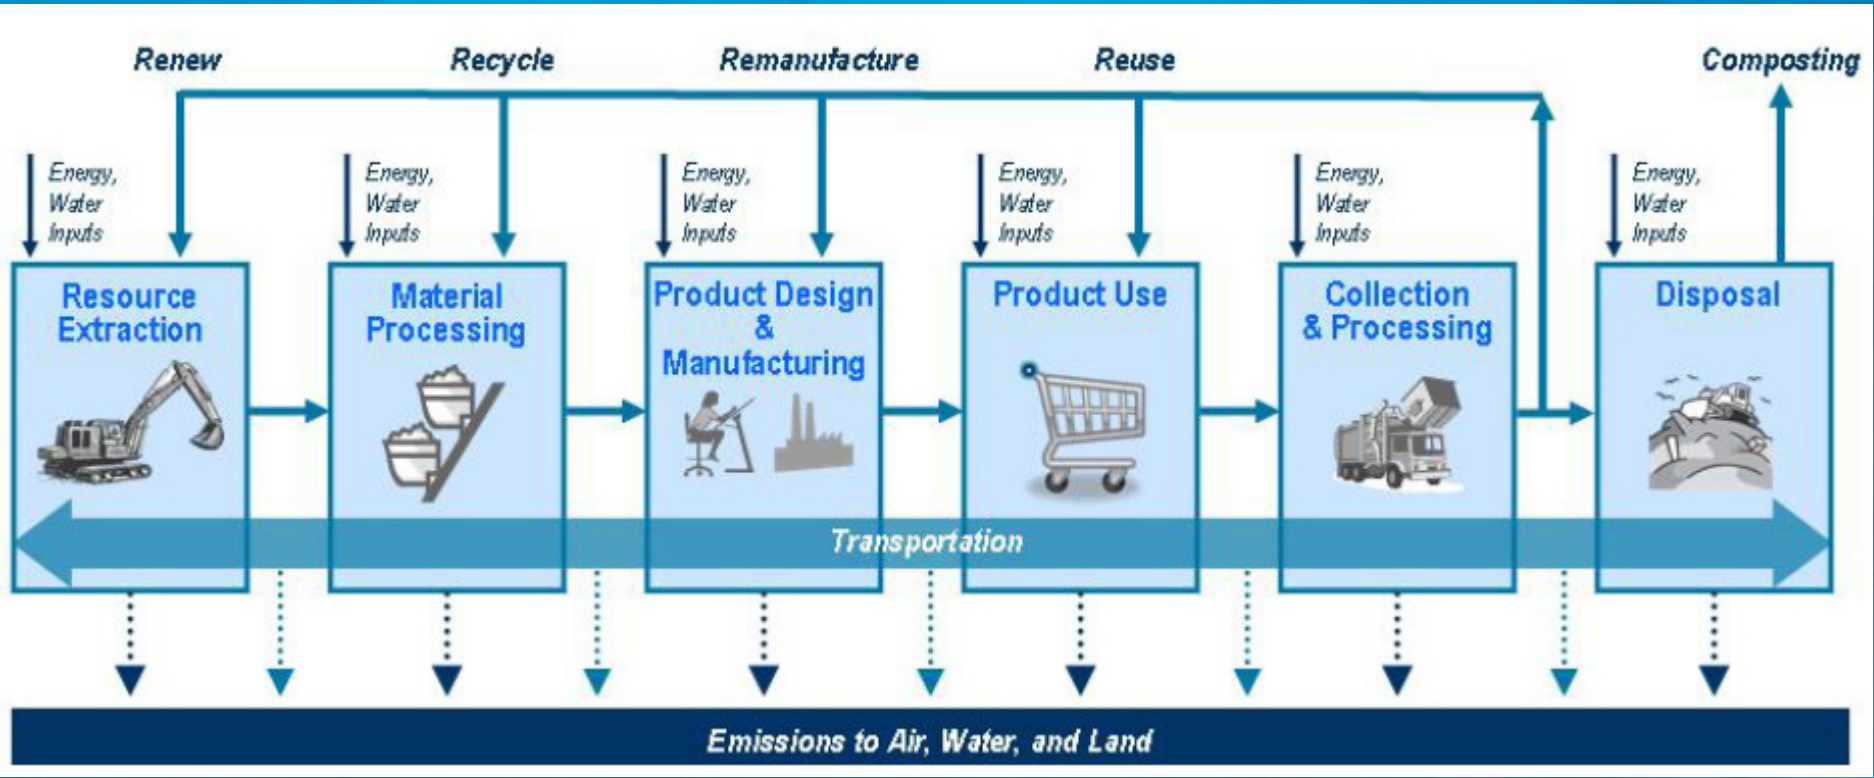 Renew
Recycle
Remanufacture
Reuse
Composting
Energy,
Water
Inputs
Energy,
Water
Inputs
Energy,
Water
Inputs
Energy,
Water
Inputs
Energy,
Water
Inputs
Energy,
Water
Inputs
Resource
Extraction
Material
Processing
Product Design
&
Manufacturing
Product Use
Collection
& Processing
Disposal
Transportation
Emissions to Air, Water, and Land